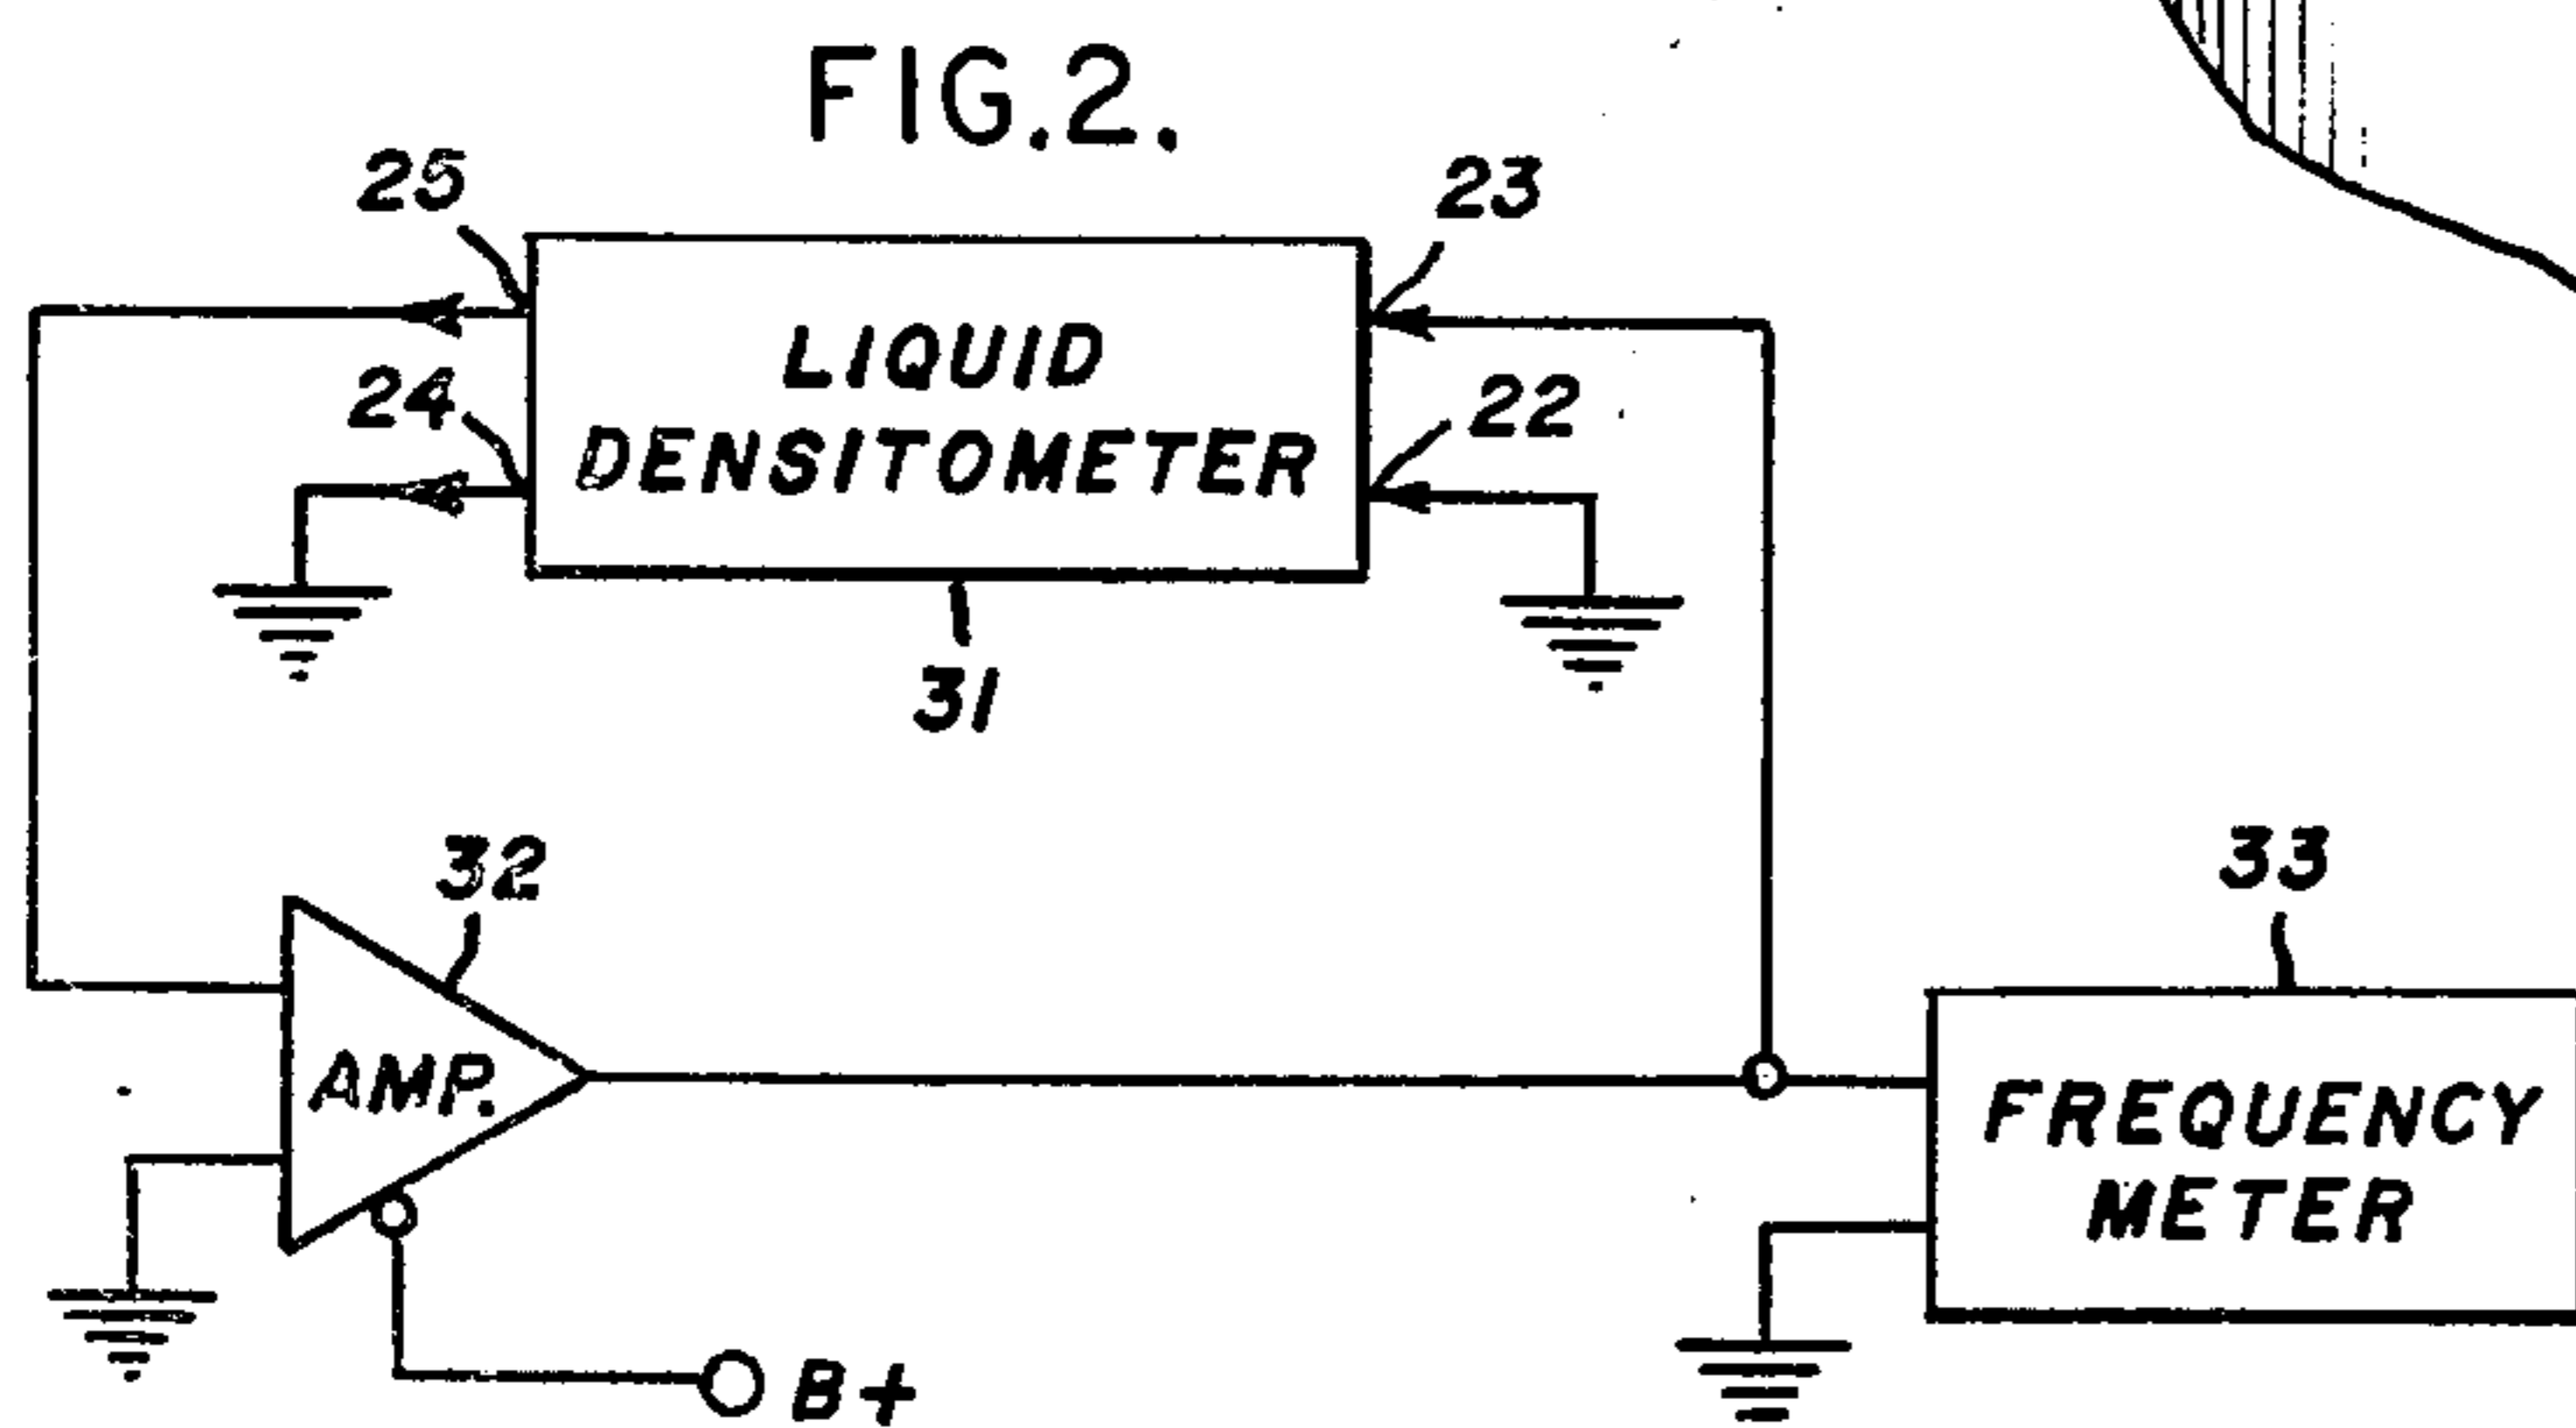 FIG.2.
25
23
LIQUID
DENSITOMETER
24
22
31
32
33
AMP.
FREQUENCY
METER
B+